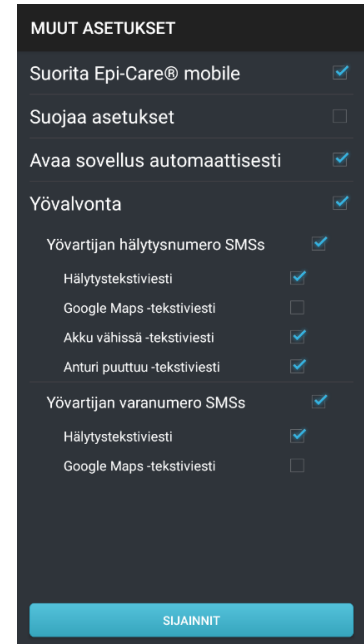 MUUT ASETUKSET
Suorita Epi-Care® mobile
Suojaa asetukset
Avaa sovellus automaattisesti
Yövalvonta
Yövartijan hälytysnumero SMSs
Hälytystekstiviesti
Google Maps -tekstiviesti
Akku vähissä -tekstiviesti
Anturi puuttuu -tekstiviesti
Yövartijan varanumero SMSs
Hälytystekstiviesti
Google Maps -tekstiviesti
SIJAINNIT